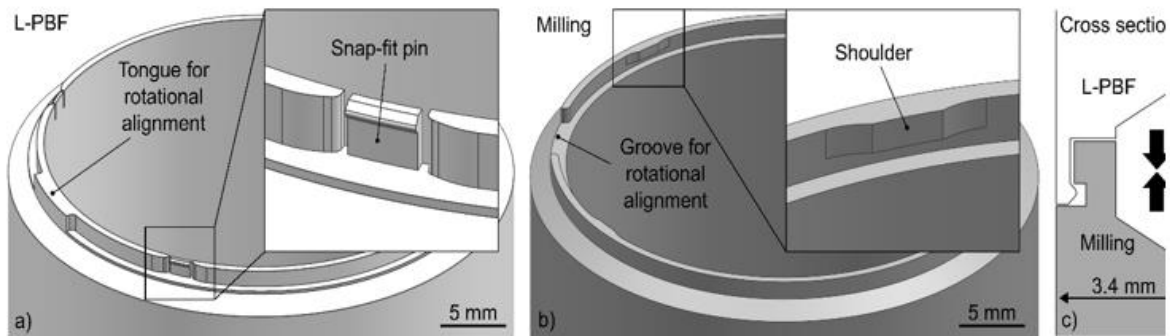 L-PBF
Tongue for
rotational
alignment
Snap-fit pin
5 mm
a)
Milling
Groove for
rotational
alignment
Shoulder
5 mm
b)
Cross sectio
L-PBF
Milling
3.4 mm
c)